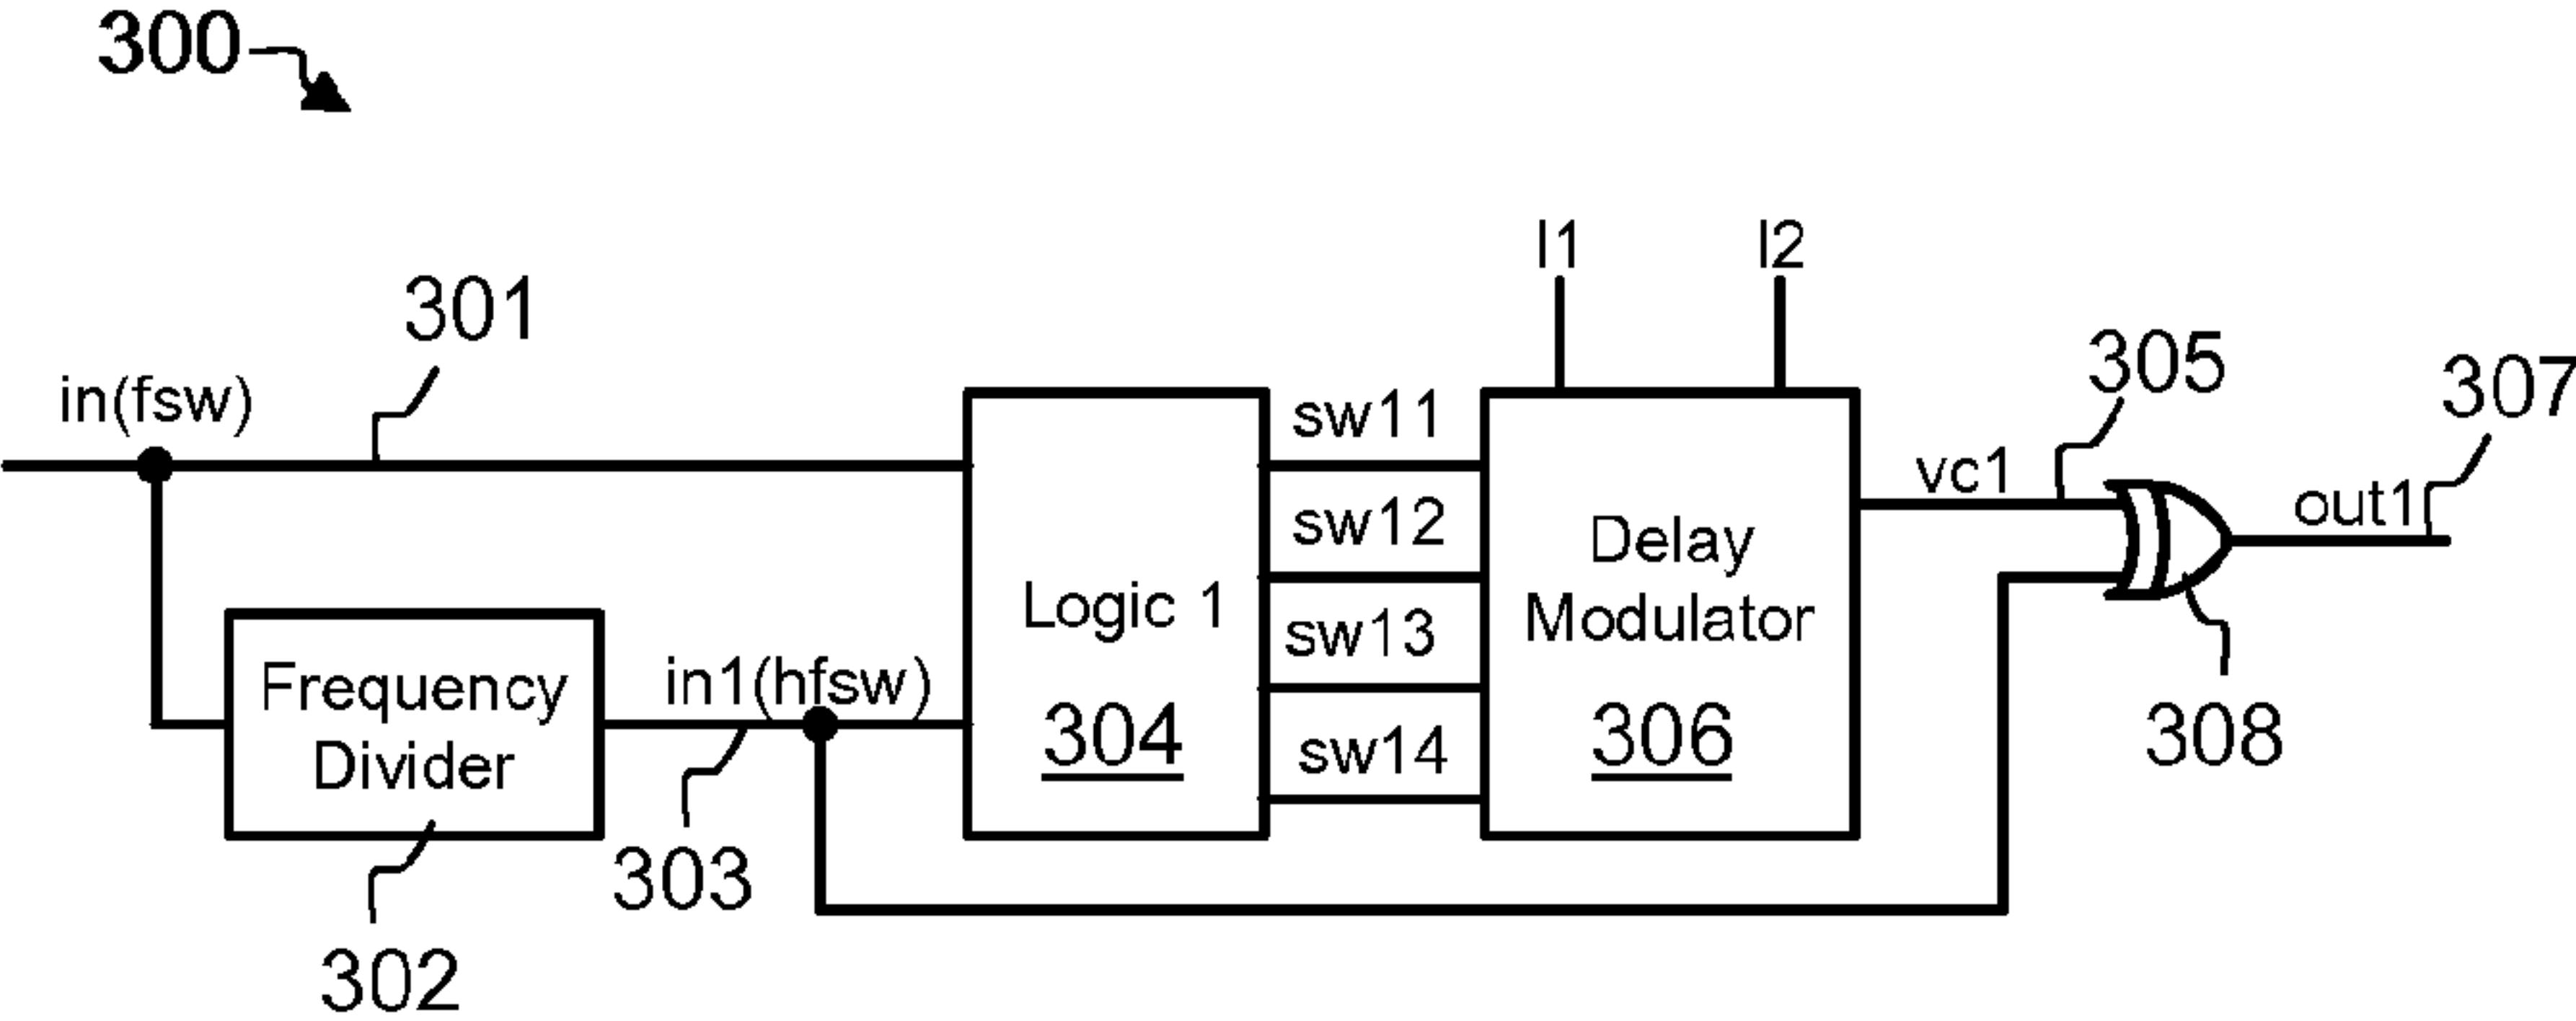 300
I1
I2
301
305
307
in(fsw)
sw11
vc1
out1
sw12
Delay
Modulator
306
Logic 1
304
sw13
sw14
Frequency
Divider
in1(hfsw)
308
303
302